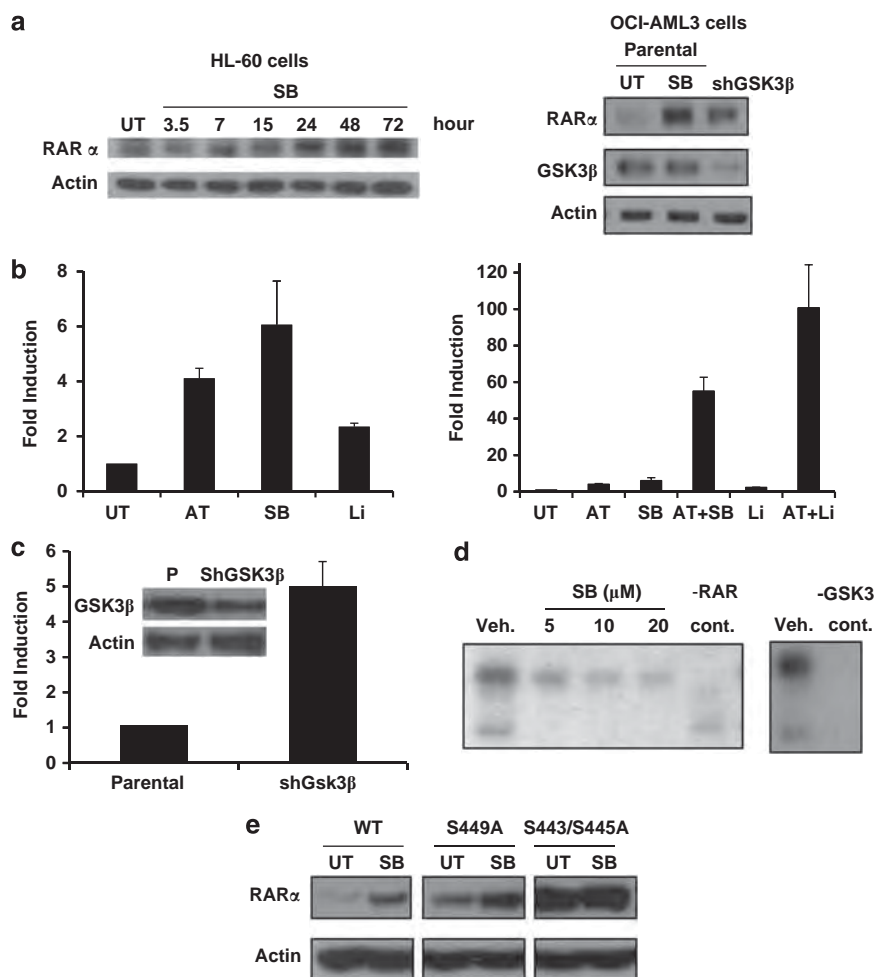 a
HL-60 cells
SB
UT 3.5 7 15 24 48 72 hour
RAR α
Actin
OCI-AML3 cells
Parental
UT SB shGSK3β
RARα
GSK3β
Actin
b
Fold Induction
8
6
4
2
0
UT AT SB Li
Fold Induction
120
100
80
60
40
20
0
UT AT SB AT+SB Li AT+Li
c
Fold Induction
6
5
4
3
2
1
0
P ShGSK3β
GSK3β
Actin
Parental shGsk3β
d
SB (μM) -RAR
Veh. 5 10 20 cont.
-GSK3
Veh. cont.
e
WT S449A S443/S445A
UT SB UT SB UT SB
RARα
Actin